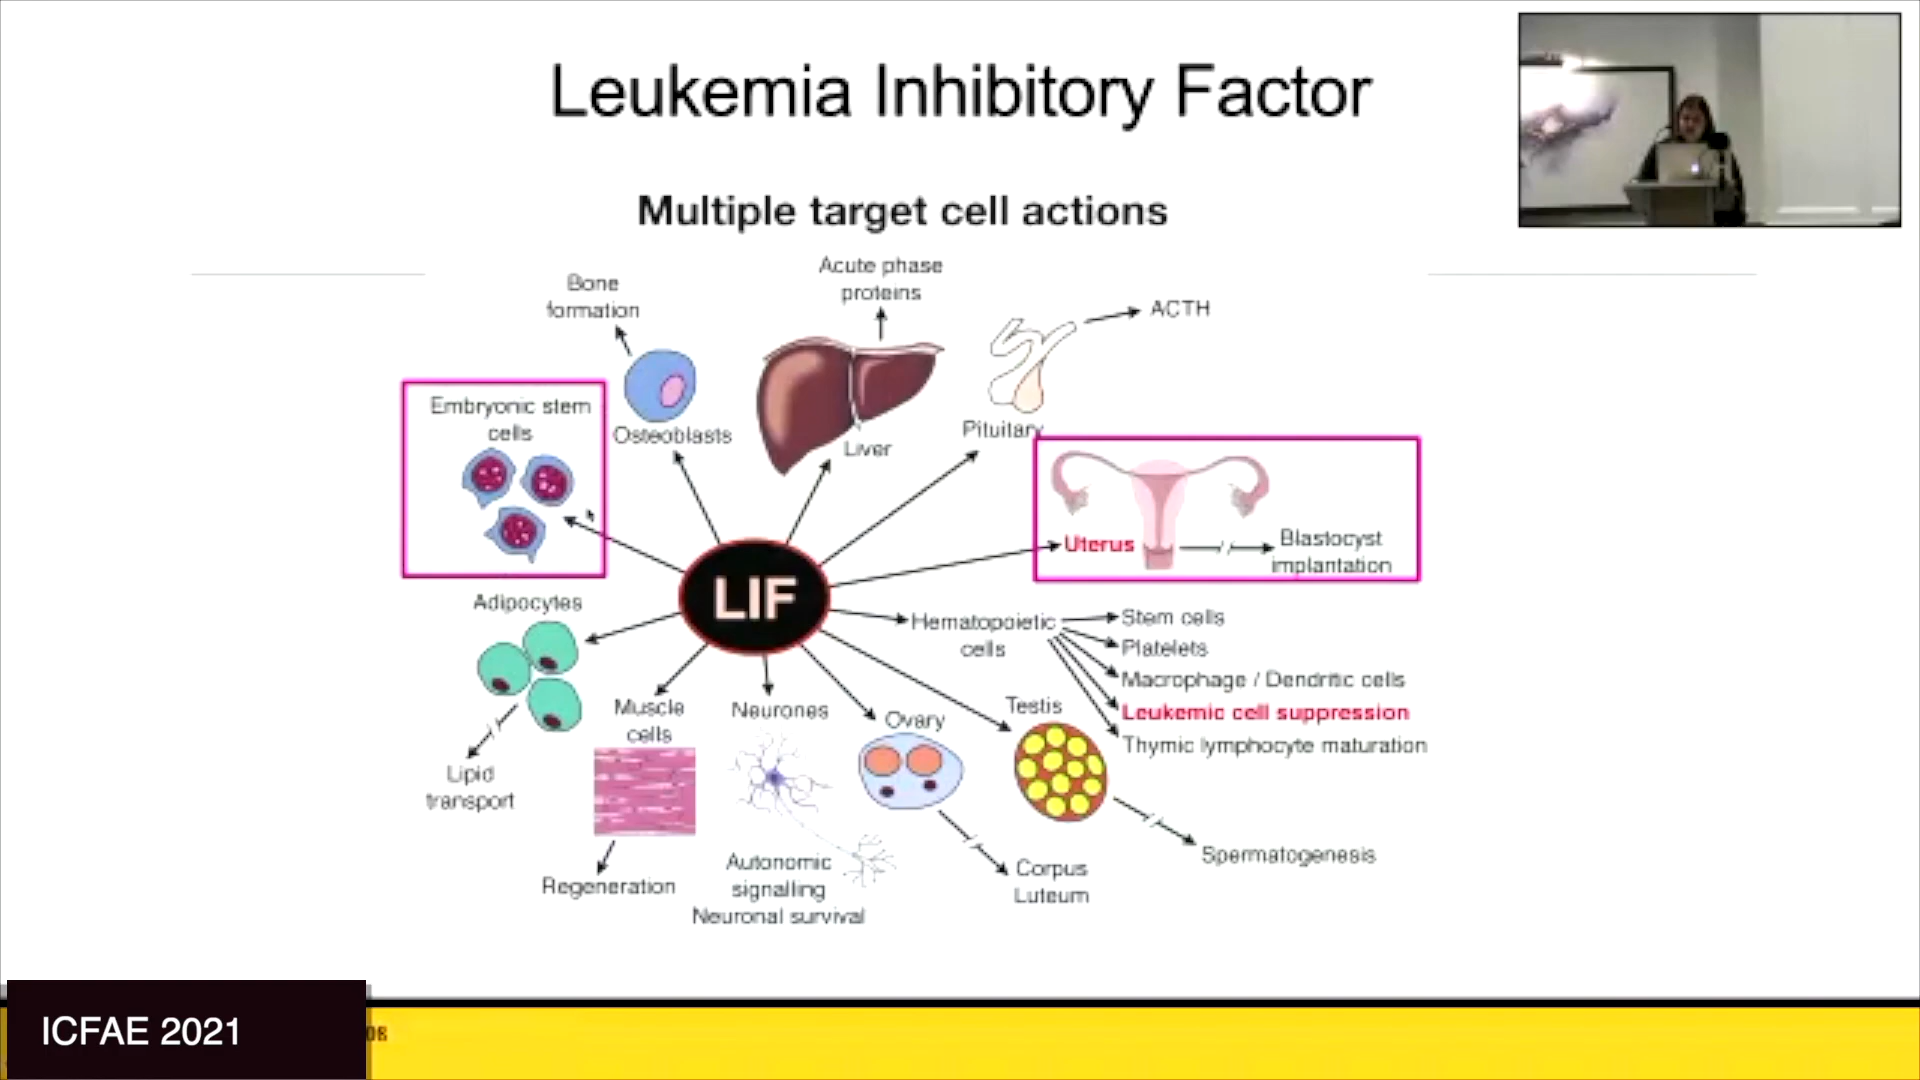 Leukemia Inhibitory Factor
Multiple target cell actions
Bone
formation
Acute phase
proteins
ACTH
Embryonic stem
cells
Osteoblasts
Liver
Pituitary
Uterus
Blastocyst
implantation
LIF
Adipocytes
Hematopoietic
cells
Stem cells
Platelets
Macrophage / Dendritic cells
Leukemic cell suppression
Thymic lymphocyte maturation
Muscle
cells
Neurones
Ovary
Testis
Lipid
transport
Regeneration
Autonomic
signalling
Neuronal survival
Corpus
Luteum
Spermatogenesis
ICFAE 2021